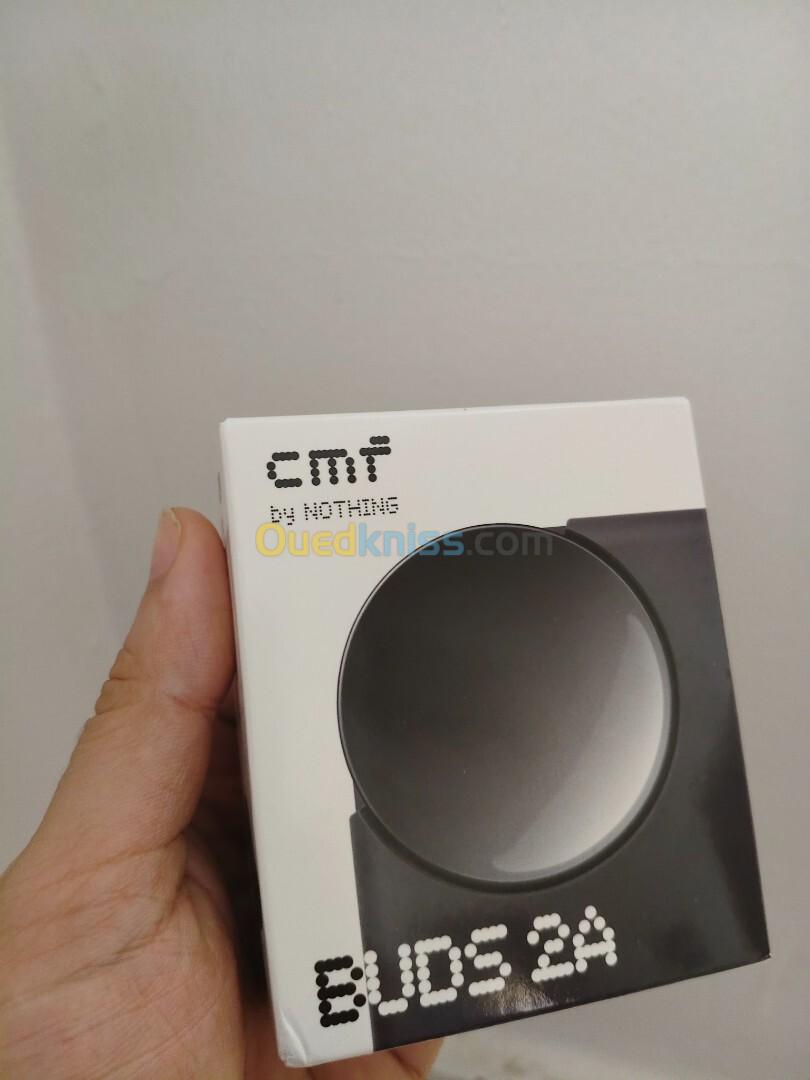 cmf
by NOTHING
Ouedkniss.com
BUDS 2A